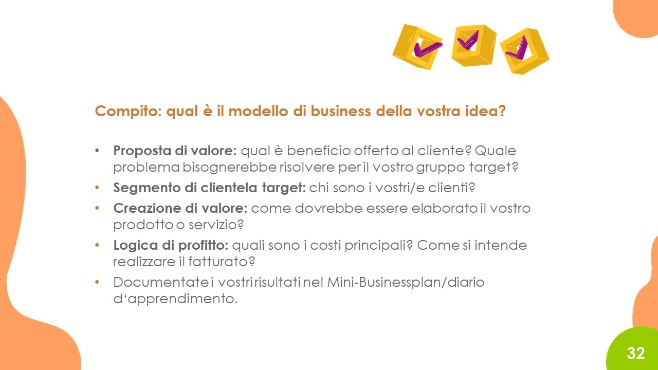 Compito: qual è il modello di business della vostra idea?
• Proposta di valore: qual è beneficio offerto al cliente? Quale
problema bisognerebbe risolvere per il vostro gruppo target?
• Segmento di clientela target: chi sono i vostri/e clienti?
• Creazione di valore: come dovrebbe essere elaborato il vostro
prodotto o servizio?
• Logica di profitto: quali sono i costi principali? Come si intende
realizzare il fatturato?
• Documentate i vostri risultati nel Mini-Businessplan/diario
d'apprendimento.
32